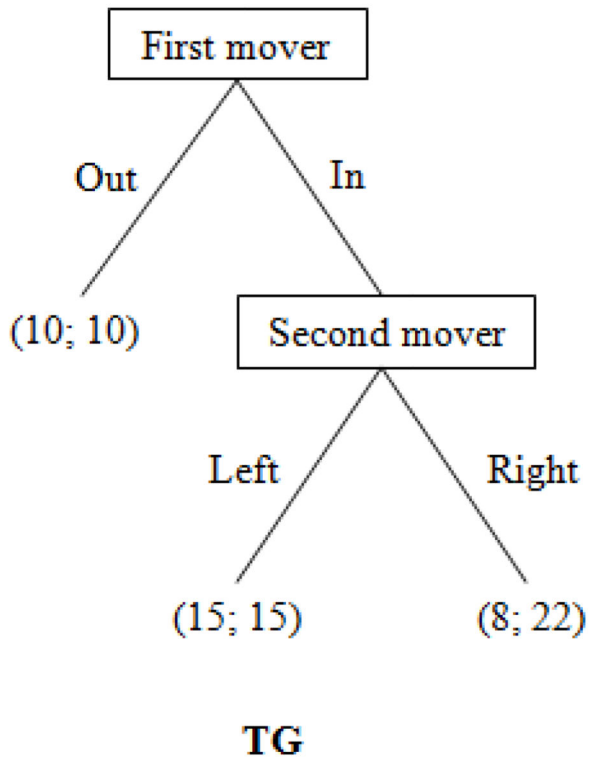 First mover
Out
In
(10; 10)
Second mover
Left
Right
(15; 15)
(8; 22)
TG